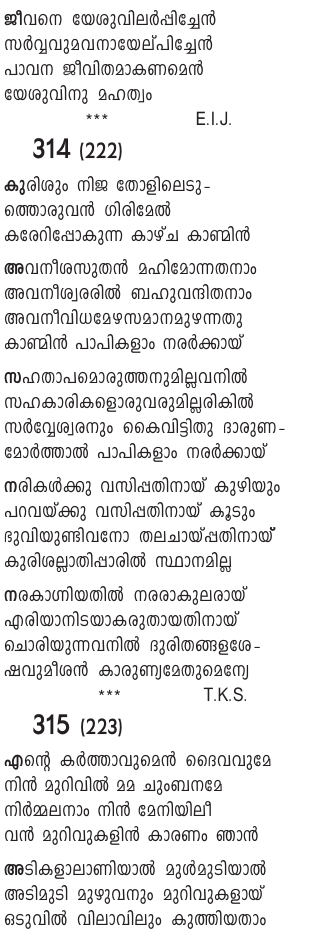 ജീവനെ യേശുവിലർപ്പിച്ചേൻ
സർവ്വവുമവനായേല്പിച്ചേൻ
പാവന ജീവിതമാകണമെൻ
യേശുവിനു മഹത്വം
*** E.I.J.
314 (222)
കുരിശും നിജ തോളിലെടു-
ത്തൊരുവൻ ഗിരിമേൽ
കരേറിപ്പോകുന്ന കാഴ്ച കാണ്മിൻ
അവനീശസുതൻ മഹിമോന്നതനാം
അവനീശ്വരരിൽ ബഹുവന്ദിതനാം
അവനീവിധമേഴസമാനമുഴന്നതു
കാണ്മിൻ പാപികളാം നരർക്കായ്
സഹതാപമൊരുത്തനുമില്ലവനിൽ
സഹകാരികളൊരുവരുമില്ലരികിൽ
സർവ്വേശ്വരനും കൈവിട്ടിതു ദാരുണ-
മോർത്താൽ പാപികളാം നരർക്കായ്
നരികൾക്കു വസിപ്പതിനായ് കുഴിയും
പറവയ്ക്കു വസിപ്പതിനായ് കൂടും
ഭുവിയുണ്ടിവനോ തലചായ്പ്പതിനായ്
കുരിശല്ലാതിപ്പാരിൽ സ്ഥാനമില്ല
നരകാഗ്നിയതിൽ നരരാകുലരായ്
എരിയാനിടയാകരുതായതിനായ്
ചൊരിയുന്നവനിൽ ദുരിതങ്ങളശേ-
ഷവുമീശൻ കാരുണ്യമേതുമെന്യേ
*** T.K.S.
315 (223)
എന്റെ കർത്താവുമെൻ ദൈവവുമേ
നിൻ മുറിവിൽ മമ ചുംബനമേ
നിർമ്മലനാം നിൻ മേനിയിലീ
വൻ മുറിവുകളിൻ കാരണം ഞാൻ
അടികളാലാണിയാൽ മുൾമുടിയാൽ
അടിമുടി മുഴുവനും മുറിവുകളായ്
ഒടുവിൽ വിലാവിലും കുത്തിയതാം